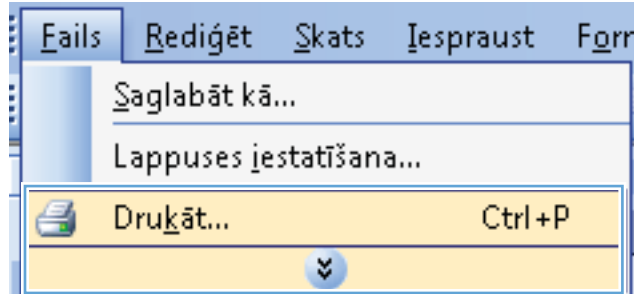 Fails Rediģēt Skats Iespraust
Saglabāt kā...
Lappuses iestatīšana...
Drukāt... Ctrl+P